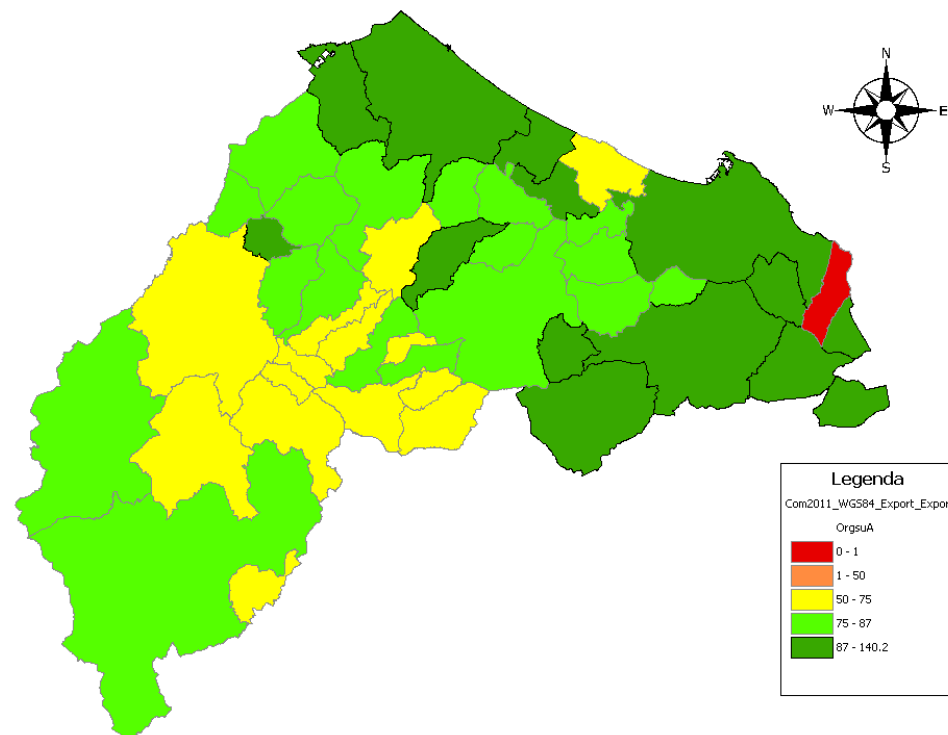 N
W
E
S
Legenda
Com2011_WGS84_Export_Expor
OrgsuA
0 - 1
1 - 50
50 - 75
75 - 87
87 - 140.2